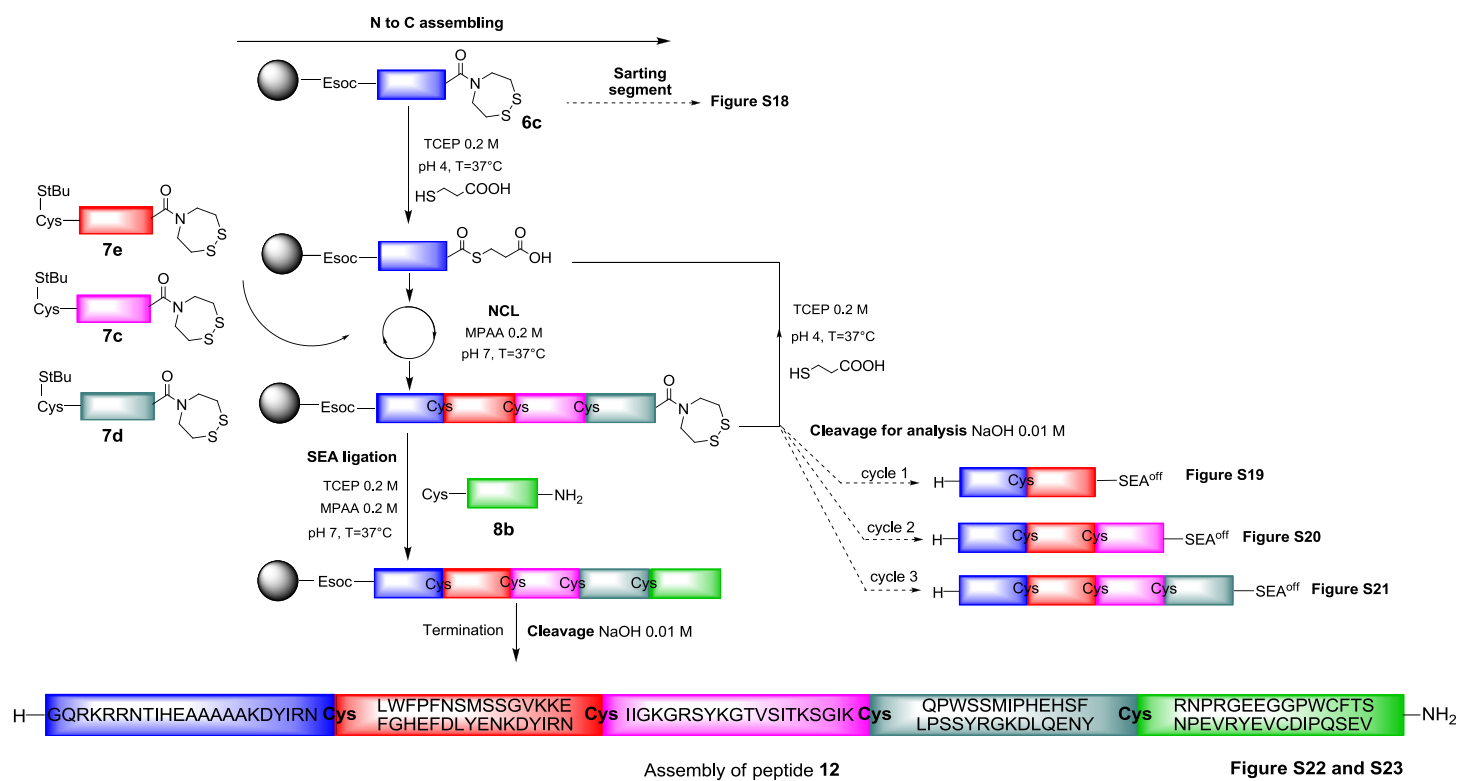 N to C assembling
Esoc
O
N
S
S
6c
Sarting
segment
Figure S18
TCEP 0.2 M
pH 4, T=37°C
HS COOH
StBu
Cys
O
N
S
S
7e
Esoc
O
S
O
OH
StBu
Cys
O
N
S
S
7c
NCL
MPAA 0.2 M
pH 7, T=37°C
TCEP 0.2 M
pH 4, T=37°C
HS COOH
StBu
Cys
O
N
S
S
7d
Esoc
Cys Cys Cys
O
N
S
S
Cleavage for analysis NaOH 0.01 M
SEA ligation
TCEP 0.2 M
MPAA 0.2 M
pH 7, T=37°C
Cys NH2
8b
cycle 1 H Cys SEAoff Figure S19
cycle 2 H Cys Cys SEAoff Figure S20
cycle 3 H Cys Cys Cys SEAoff Figure S21
Esoc Cys Cys Cys Cys
Termination Cleavage NaOH 0.01 M
H GQRKRRNTIHEAAAAAKDYIRN Cys
LWFPFNSMSSGVKKE
FGHEFDLYENKDYIRN
Cys IIGKGRSYKGTVSITKSGIK Cys
QPWSSMIPHEHSF
LPSSYRGKDLQENY
Cys
RNPRGEEGGPWCFTS
NPEVRYEVCDIPQSEV
NH2
Assembly of peptide 12
Figure S22 and S23